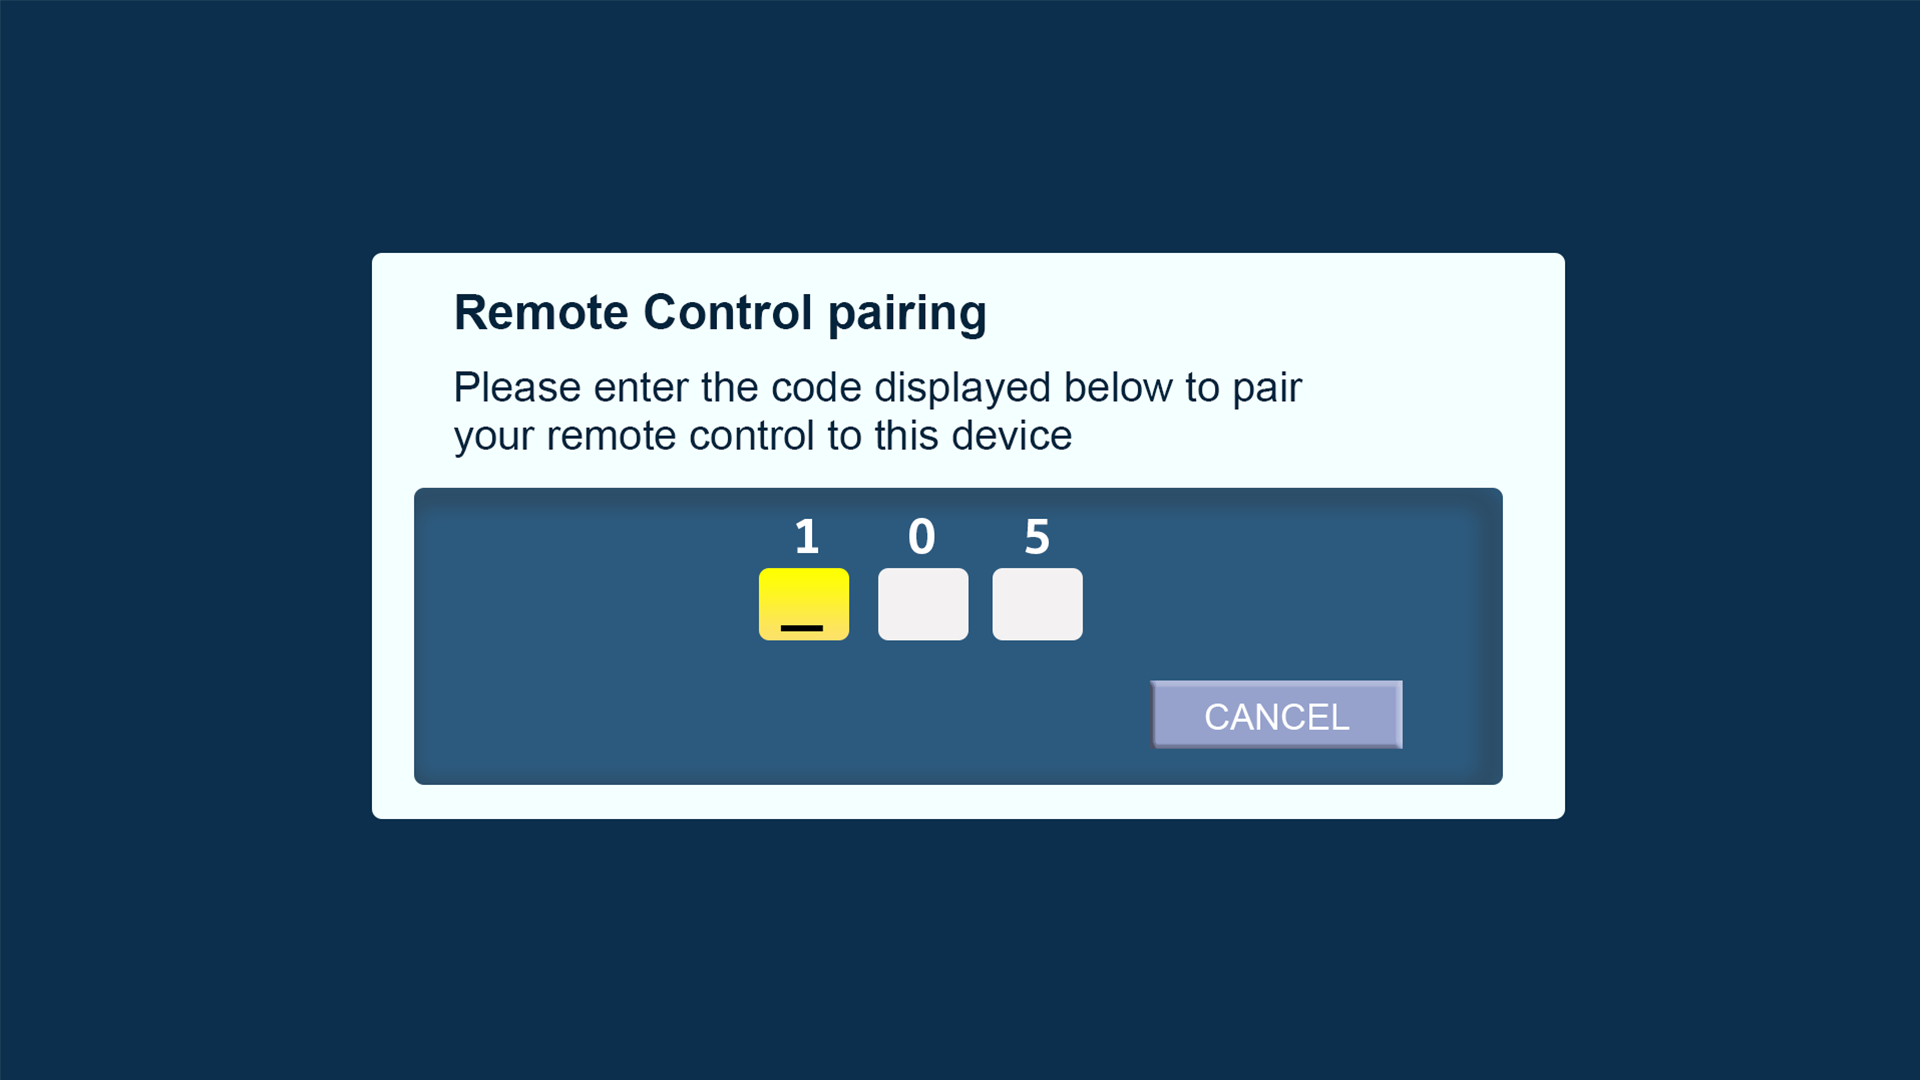 Remote Control pairing
Please enter the code displayed below to pair
your remote control to this device
1 0 5
_
CANCEL